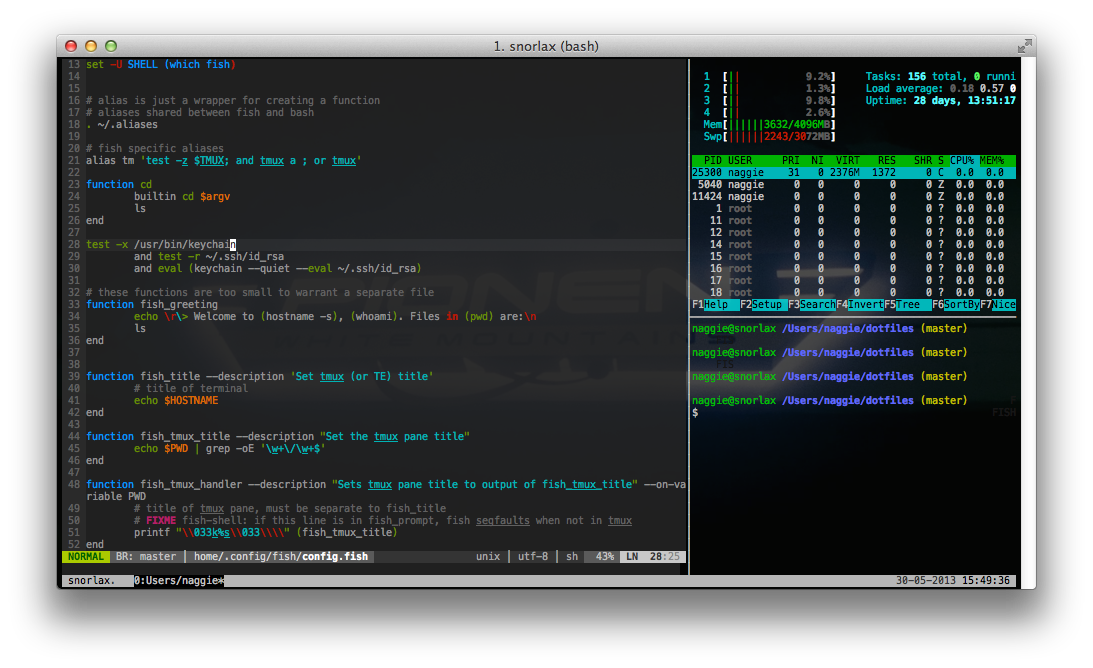 1. snorlax (bash)
13 set -U SHELL (which fish)
14
15
16 # alias is just a wrapper for creating a function
17 # aliases shared between fish and bash
18 . ~/.aliases
19
20 # fish specific aliases
21 alias tm 'test -z $TMUX; and tmux a ; or tmux'
22
23 function cd
24 builtin cd $argv
25 ls
26 end
27
28 test -x /usr/bin/keychain
29 and test -r ~/.ssh/id_rsa
30 and eval (keychain --quiet --eval ~/.ssh/id_rsa)
31
32 # these functions are too small to warrant a separate file
33 function fish_greeting
34 echo \r\> Welcome to (hostname -s), (whoami). Files in (pwd) are:\n
35 ls
36 end
37
38
39 function fish_title --description 'Set tmux (or TE) title'
40 # title of terminal
41 echo $HOSTNAME
42 end
43
44 function fish_tmux_title --description "Set the tmux pane title"
45 echo $PWD | grep -oE '\w+\/\w+$'
46 end
47
48 function fish_tmux_handler --description "Sets tmux pane title to output of fish_tmux_title" --on-va
riable PWD
49 # title of tmux pane, must be separate to fish_title
50 # FIXME fish-shell: if this line is in fish_prompt, fish segfaults when not in tmux
51 printf "\\033k%s\\033\\\\" (fish_tmux_title)
52 end
NORMAL BR: master | home/.config/fish/config.fish unix | utf-8 | sh 43% LN 28:25
1 [|| 9.2%] Tasks: 156 total, 0 runni
2 [|| 1.3%] Load average: 0.18 0.57 0
3 [|| 9.8%] Uptime: 28 days, 13:51:17
4 [|| 2.6%]
Mem[||||||3632/4096MB]
Swp[||||||2243/3072MB]
PID USER PRI NI VIRT RES SHR S CPU% MEM%
25300 naggie 31 0 2376M 1372 0 C 0.0 0.0
5040 naggie 0 0 0 0 0 Z 0.0 0.0
11424 naggie 0 0 0 0 0 Z 0.0 0.0
1 root 0 0 0 0 0 ? 0.0 0.0
11 root 0 0 0 0 0 ? 0.0 0.0
12 root 0 0 0 0 0 ? 0.0 0.0
14 root 0 0 0 0 0 ? 0.0 0.0
15 root 0 0 0 0 0 ? 0.0 0.0
16 root 0 0 0 0 0 ? 0.0 0.0
17 root 0 0 0 0 0 ? 0.0 0.0
18 root 0 0 0 0 0 ? 0.0 0.0
F1Help F2Setup F3SearchF4InvertF5Tree F6SortByF7Nice
naggie@snorlax /Users/naggie/dotfiles (master)
naggie@snorlax /Users/naggie/dotfiles (master)
naggie@snorlax /Users/naggie/dotfiles (master)
naggie@snorlax /Users/naggie/dotfiles (master)
$
snorlax. 0:Users/naggie* 30-05-2013 15:49:36